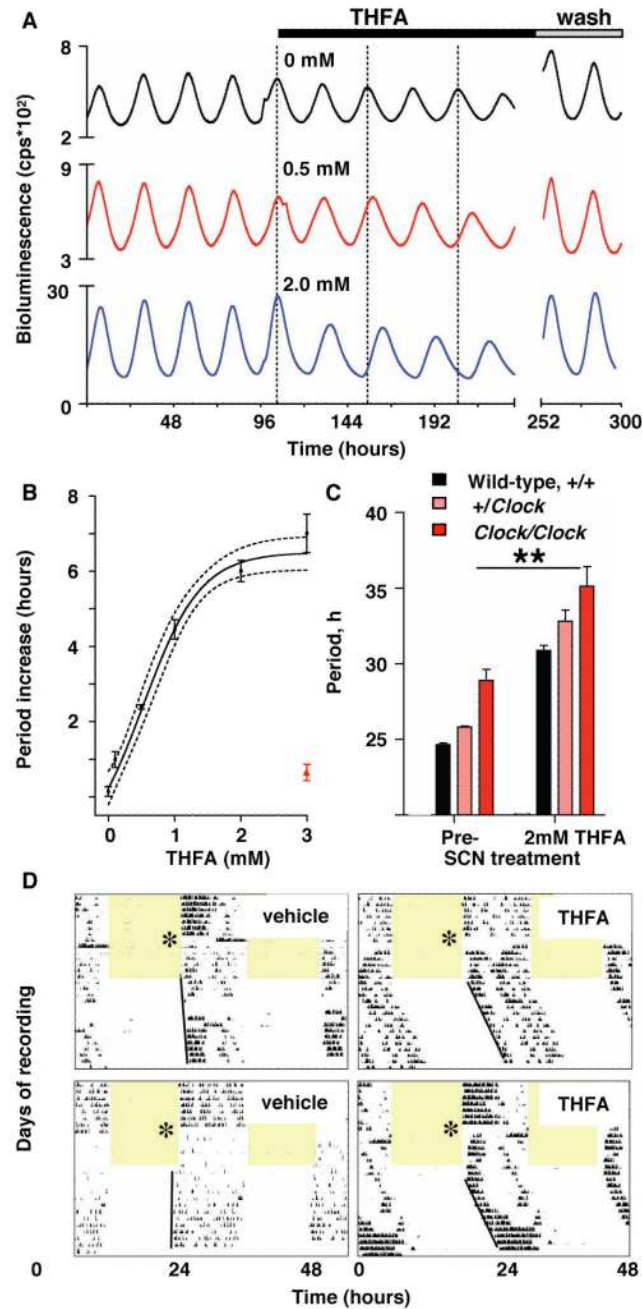 A
THFA
wash
8
0 mM
2
9
0.5 mM
3
30
2.0 mM
0
Bioluminescence (cps*10²)
48
96
144
192
252
300
Time (hours)
B
8
6
4
2
Period increase (hours)
0
1
2
3
THFA (mM)
C
Wild-type, +/+
+/Clock
Clock/Clock
**
40
35
30
25
Period, h
Pre-
2mM THFA
SCN treatment
D
vehicle
THFA
*
*
vehicle
THFA
*
*
Days of recording
0
24
48
0
24
48
Time (hours)